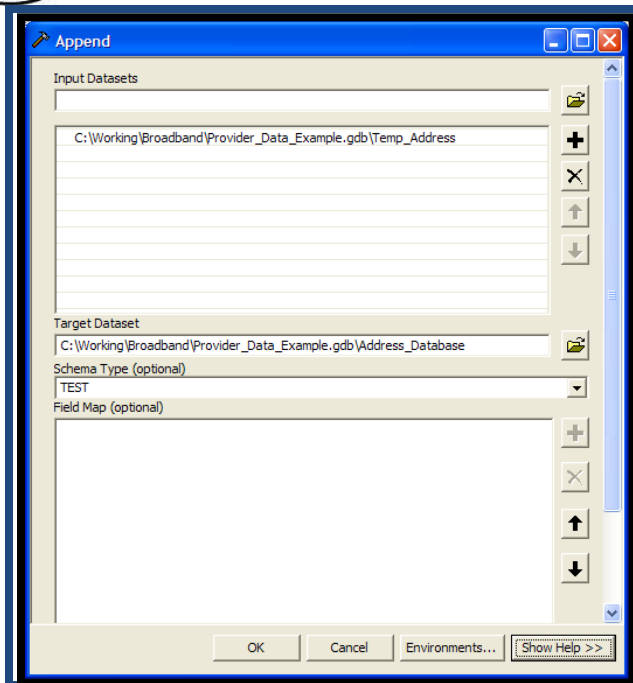 Append
Input Datasets
C:\Working\Broadband\Provider_Data_Example.gdb\Temp_Address
Target Dataset
C:\Working\Broadband\Provider_Data_Example.gdb\Address_Database
Schema Type (optional)
TEST
Field Map (optional)
OK Cancel Environments... Show Help >>